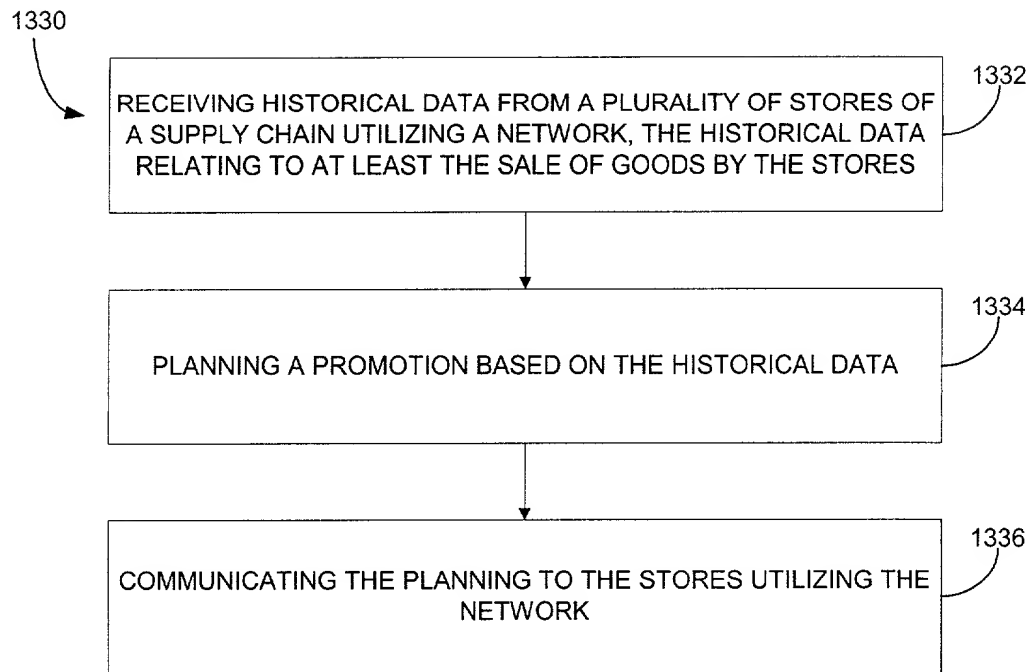 1330
1332
RECEIVING HISTORICAL DATA FROM A PLURALITY OF STORES OF
A SUPPLY CHAIN UTILIZING A NETWORK, THE HISTORICAL DATA
RELATING TO AT LEAST THE SALE OF GOODS BY THE STORES
1334
PLANNING A PROMOTION BASED ON THE HISTORICAL DATA
1336
COMMUNICATING THE PLANNING TO THE STORES UTILIZING THE
NETWORK